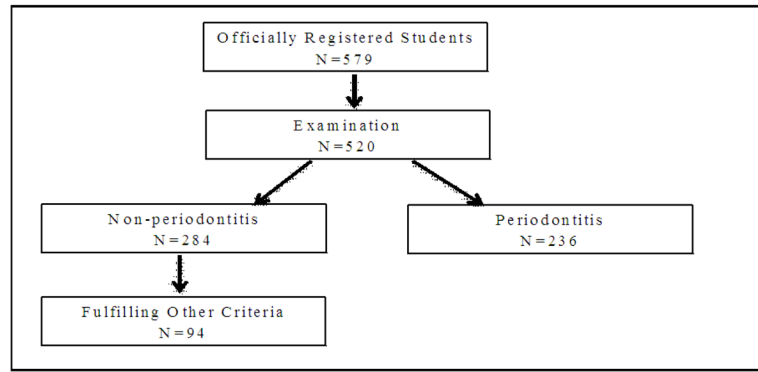 Officially Registered Students
N=579
Examination
N=520
Non-periodontitis
N=284
Periodontitis
N=236
Fulfilling Other Criteria
N=94